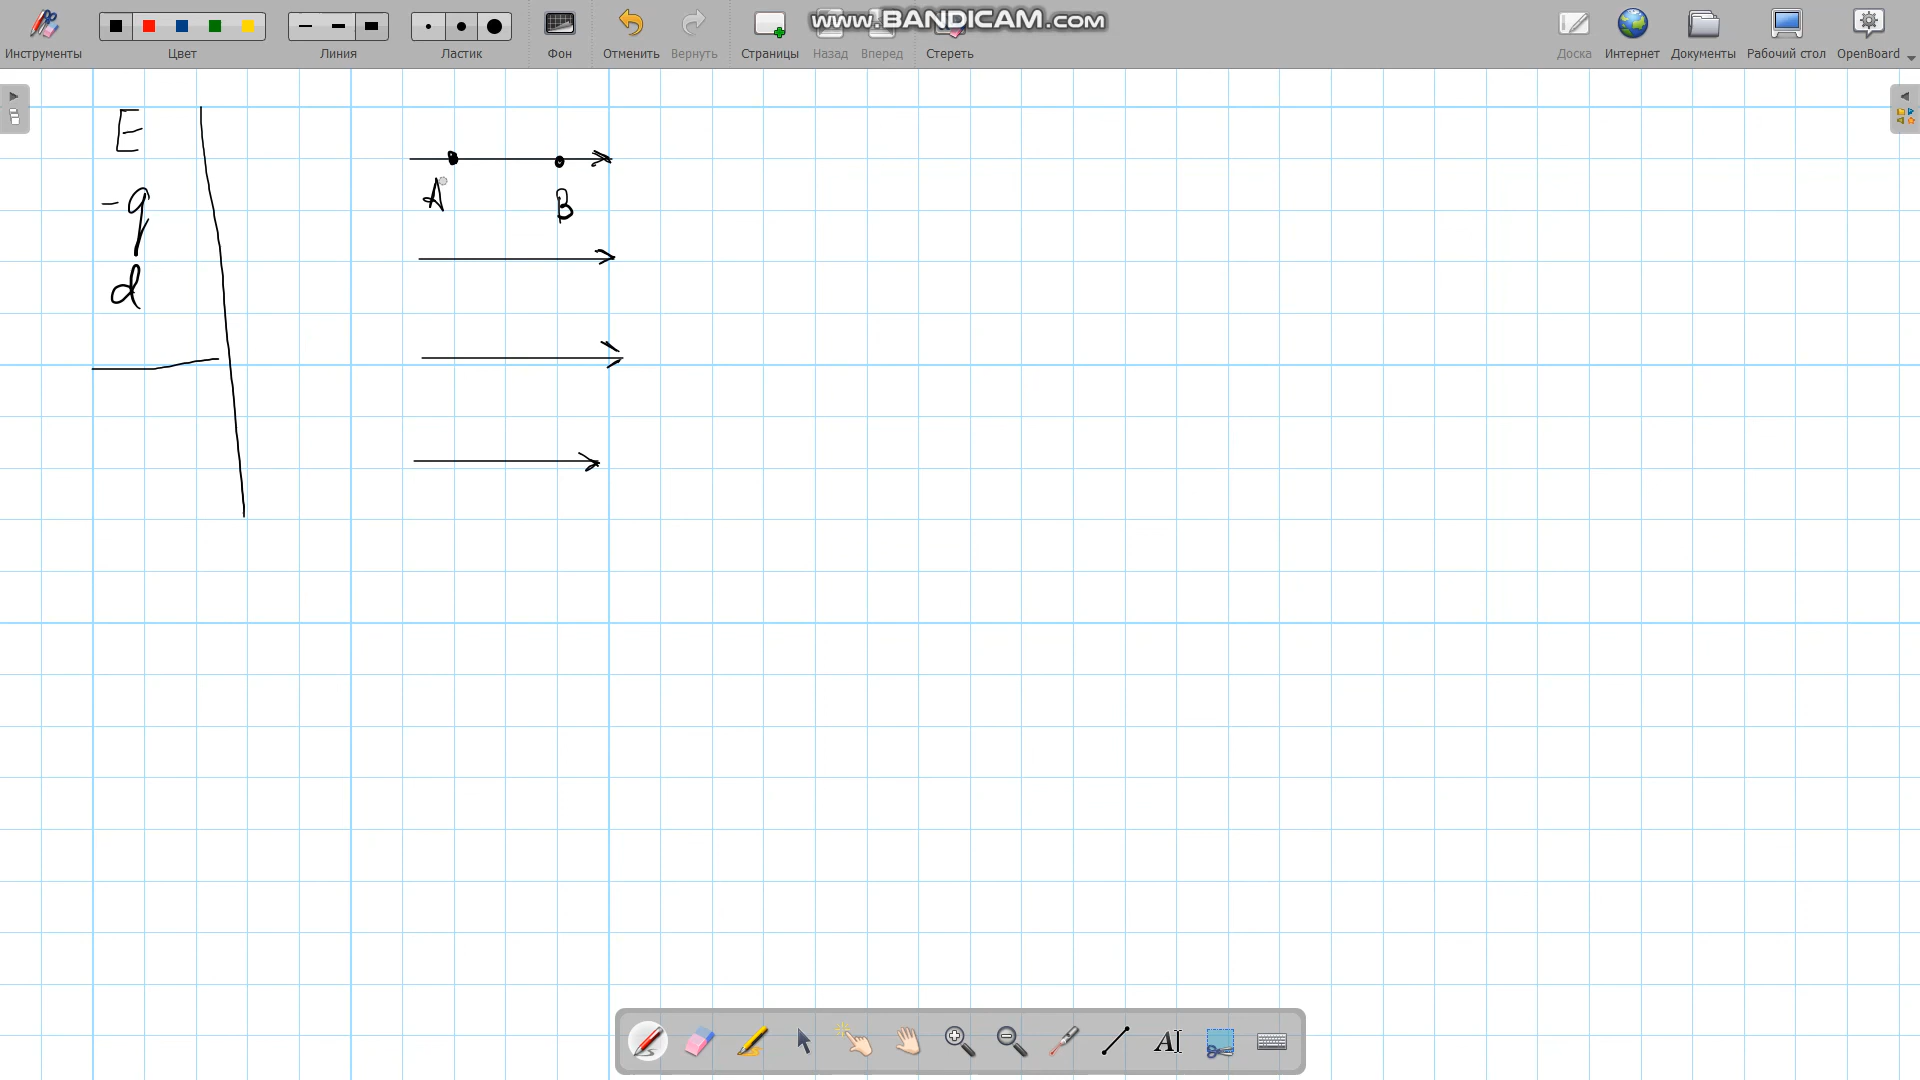 WWW.BANDICAM.COM
Инструменты Цвет Линия Ластик Фон Отменить Вернуть Страницы Назад Вперед Стереть Доска Интернет Документы Рабочий стол OpenBoard
E
-q
d
A B
A